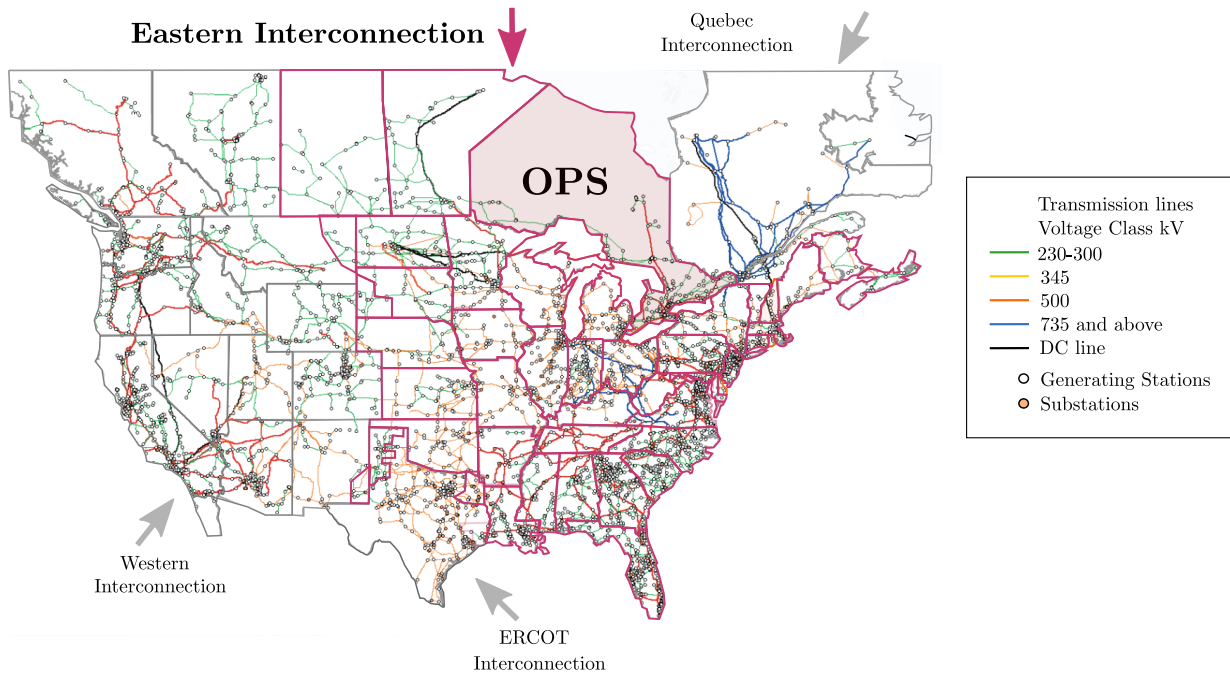 Eastern Interconnection
Quebec
Interconnection
OPS
Transmission lines
Voltage Class kV
230-300
345
500
735 and above
DC line
Generating Stations
Substations
Western
Interconnection
ERCOT
Interconnection